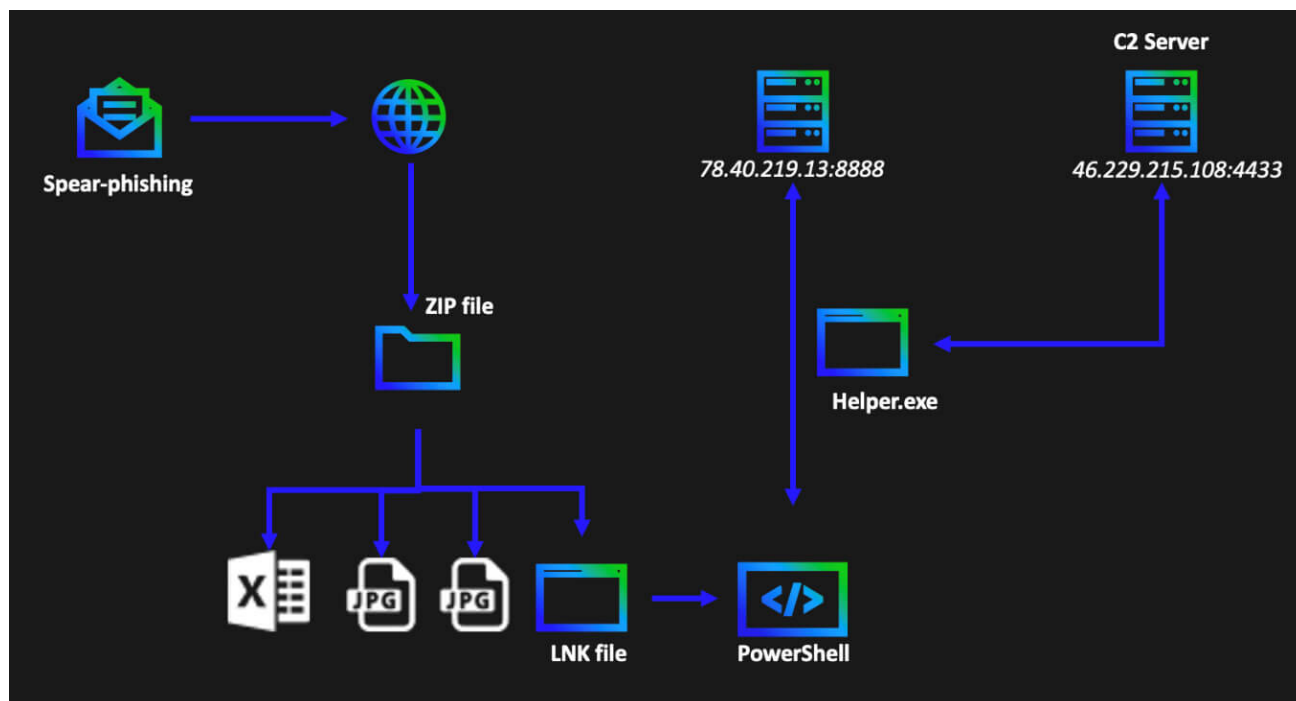 C2 Server
78.40.219.13:8888
46.229.215.108:4433
Spear-phishing
ZIP file
Helper.exe
X
JPG
JPG
</>
LNK file
PowerShell